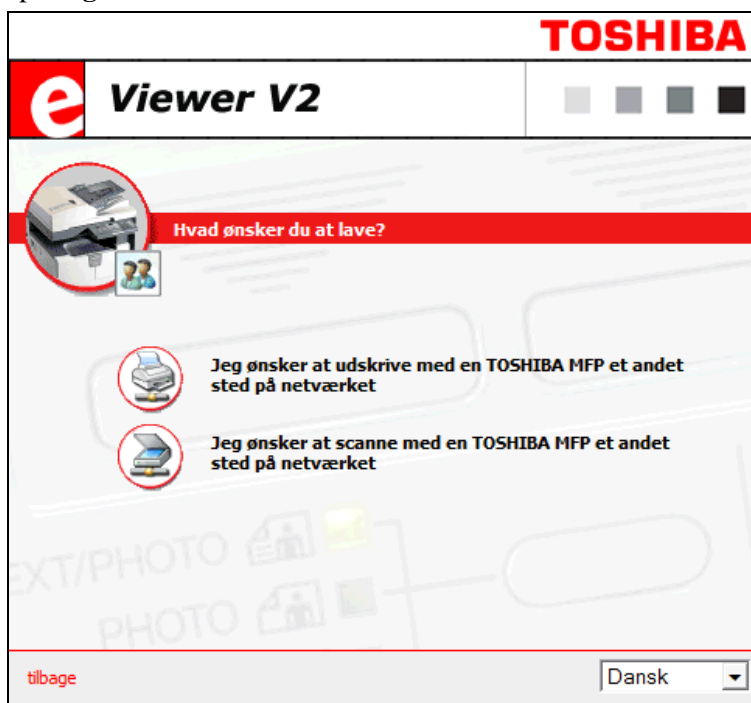 TOSHIBA
e Viewer V2
Hvad ønsker du at lave?
Jeg ønsker at udskrive med en TOSHIBA MFP et andet
sted på netværket
Jeg ønsker at scanne med en TOSHIBA MFP et andet
sted på netværket
EXT/PHOTO
PHOTO
tilbage
Dansk